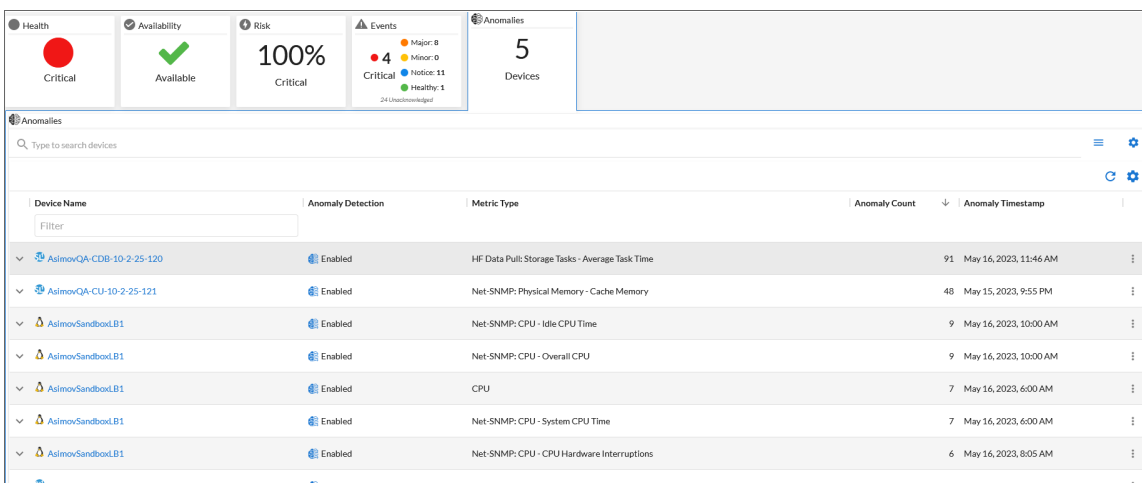 Health
Critical
Availability
Available
Risk
100%
Critical
Events
4
Critical
Major: 8
Minor: 0
Notice: 11
Healthy: 1
24 Unacknowledged
Anomalies
5
Devices
Anomalies
Type to search devices
Device Name Anomaly Detection Metric Type Anomaly Count Anomaly Timestamp
Filter
AsimovQA-CDB-10-2-25-120 Enabled HF Data Pull: Storage Tasks - Average Task Time 91 May 16, 2023, 11:46 AM
AsimovQA-CU-10-2-25-121 Enabled Net-SNMP: Physical Memory - Cache Memory 48 May 15, 2023, 9:55 PM
AsimovSandboxLB1 Enabled Net-SNMP: CPU - Idle CPU Time 9 May 16, 2023, 10:00 AM
AsimovSandboxLB1 Enabled Net-SNMP: CPU - Overall CPU 9 May 16, 2023, 10:00 AM
AsimovSandboxLB1 Enabled CPU 7 May 16, 2023, 6:00 AM
AsimovSandboxLB1 Enabled Net-SNMP: CPU - System CPU Time 7 May 16, 2023, 6:00 AM
AsimovSandboxLB1 Enabled Net-SNMP: CPU - CPU Hardware Interruptions 6 May 16, 2023, 8:05 AM